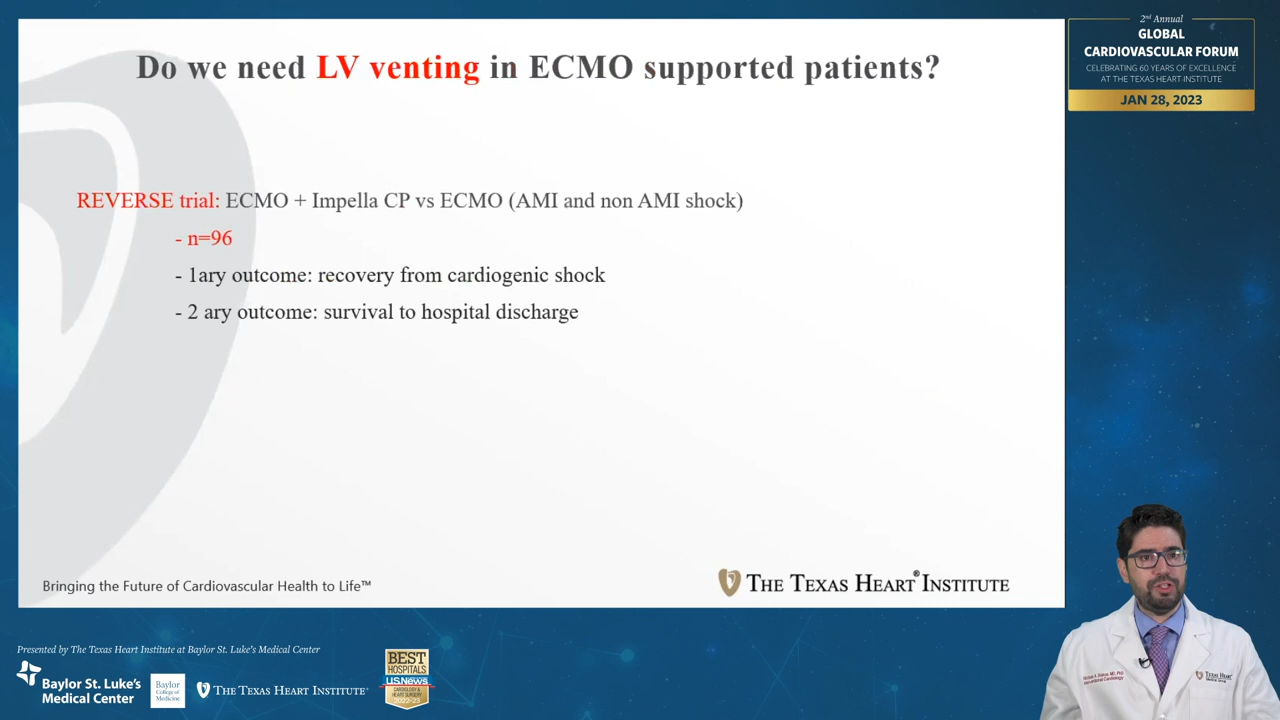 Do we need LV venting in ECMO supported patients?
REVERSE trial: ECMO + Impella CP vs ECMO (AMI and non AMI shock)
- n=96
- 1ary outcome: recovery from cardiogenic shock
- 2 ary outcome: survival to hospital discharge
Bringing the Future of Cardiovascular Health to Life™
THE TEXAS HEART® INSTITUTE
2nd Annual
GLOBAL
CARDIOVASCULAR FORUM
CELEBRATING 60 YEARS OF EXCELLENCE
AT THE TEXAS HEART INSTITUTE
JAN 28, 2023
Presented by The Texas Heart Institute at Baylor St. Luke's Medical Center
Baylor St. Luke's
Medical Center
Baylor
College of
Medicine
THE TEXAS HEART INSTITUTE
BEST
HOSPITALS
U.S.News
CARDIOLOGY &
HEART SURGERY
2022-23
TEXAS HEART